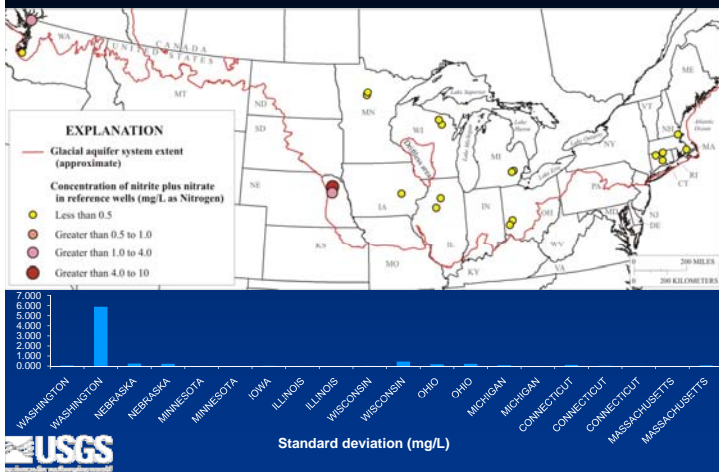 WA
CANADA
UNITED STATES
MT
ND
MN
SD
WI
Lake Superior
Lake Michigan
Lake Huron
MI
Lake Ontario
Lake Erie
NY
VT
NH
ME
Atlantic Ocean
MA
RI
CT
NJ
DE
MD
PA
OH
WV
VA
KY
IN
IL
IA
NE
KS
MO
Driftless area
EXPLANATION
Glacial aquifer system extent
(approximate)
Concentration of nitrite plus nitrate
in reference wells (mg/L as Nitrogen)
Less than 0.5
Greater than 0.5 to 1.0
Greater than 1.0 to 4.0
Greater than 4.0 to 10
0 200 MILES
0 200 KILOMETERS
7.000
6.000
5.000
4.000
3.000
2.000
1.000
0.000
WASHINGTON
WASHINGTON
NEBRASKA
NEBRASKA
MINNESOTA
MINNESOTA
IOWA
ILLINOIS
ILLINOIS
WISCONSIN
WISCONSIN
OHIO
OHIO
MICHIGAN
MICHIGAN
CONNECTICUT
CONNECTICUT
CONNECTICUT
MASSACHUSETTS
MASSACHUSETTS
Standard deviation (mg/L)
USGS